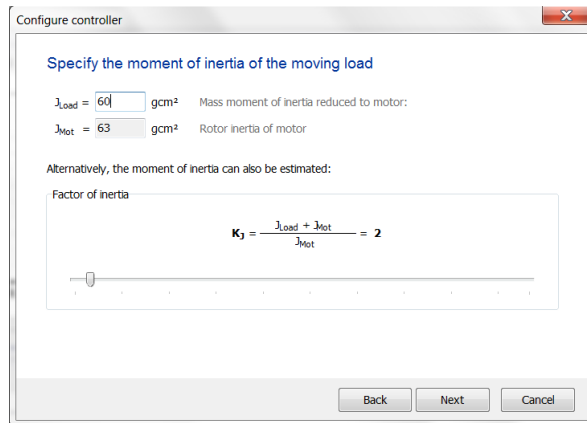 Configure controller
Specify the moment of inertia of the moving load
JLoad = 60 gcm² Mass moment of inertia reduced to motor:
JMot = 63 gcm² Rotor inertia of motor
Alternatively, the moment of inertia can also be estimated:
Factor of inertia
KJ = (JLoad + JMot) / JMot = 2
Back Next Cancel